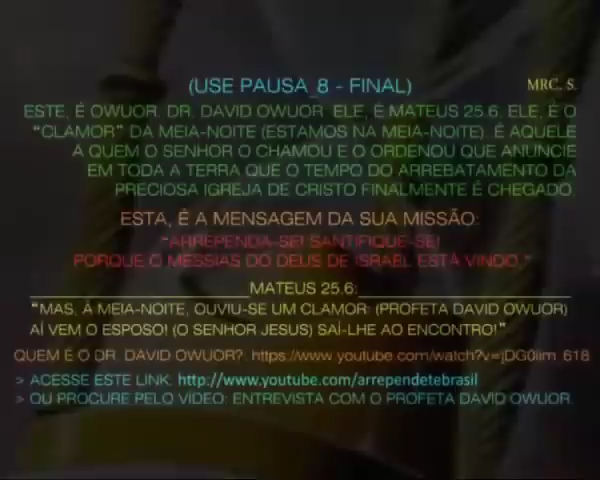 (USE PAUSA_8 - FINAL)
MRC. S.
ESTE, É OWUOR. DR. DAVID OWUOR. ELE, É MATEUS 25.6. ELE, É O
“CLAMOR” DA MEIA-NOITE (ESTAMOS NA MEIA-NOITE). É AQUELE
A QUEM O SENHOR O CHAMOU E O ORDENOU QUE ANUNCIE
EM TODA A TERRA QUE O TEMPO DO ARREBATAMENTO DA
PRECIOSA IGREJA DE CRISTO FINALMENTE É CHEGADO.
ESTA, É A MENSAGEM DA SUA MISSÃO:
“ARREPENDA-SE! SANTIFIQUE-SE!
PORQUE O MESSIAS DO DEUS DE ISRAEL ESTÁ VINDO.”
MATEUS 25.6:
“MAS, À MEIA-NOITE, OUVIU-SE UM CLAMOR: (PROFETA DAVID OWUOR)
AÍ VEM O ESPOSO! (O SENHOR JESUS) SAÍ-LHE AO ENCONTRO!”
QUEM É O DR. DAVID OWUOR?: https://www.youtube.com/watch?v=jDG0iim_618
> ACESSE ESTE LINK: http://www.youtube.com/arrependetebrasil
> OU PROCURE PELO VÍDEO: ENTREVISTA COM O PROFETA DAVID OWUOR.